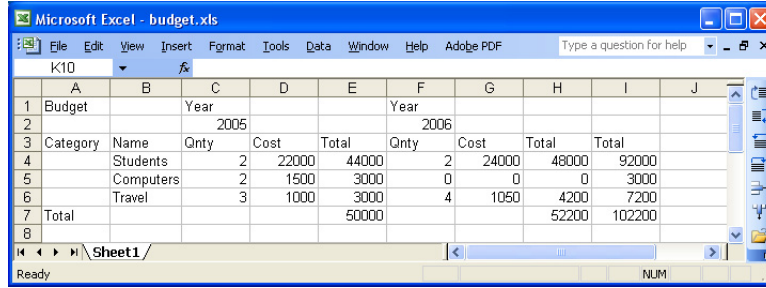 Microsoft Excel - budget.xls
File Edit View Insert Format Tools Data Window Help Adobe PDF Type a question for help
K10 fx
A B C D E F G H I J
1 Budget Year Year
2 2005 2006
3 Category Name Qnty Cost Total Qnty Cost Total Total
4 Students 2 22000 44000 2 24000 48000 92000
5 Computers 2 1500 3000 0 0 0 3000
6 Travel 3 1000 3000 4 1050 4200 7200
7 Total 50000 52200 102200
8
Sheet1
Ready NUM